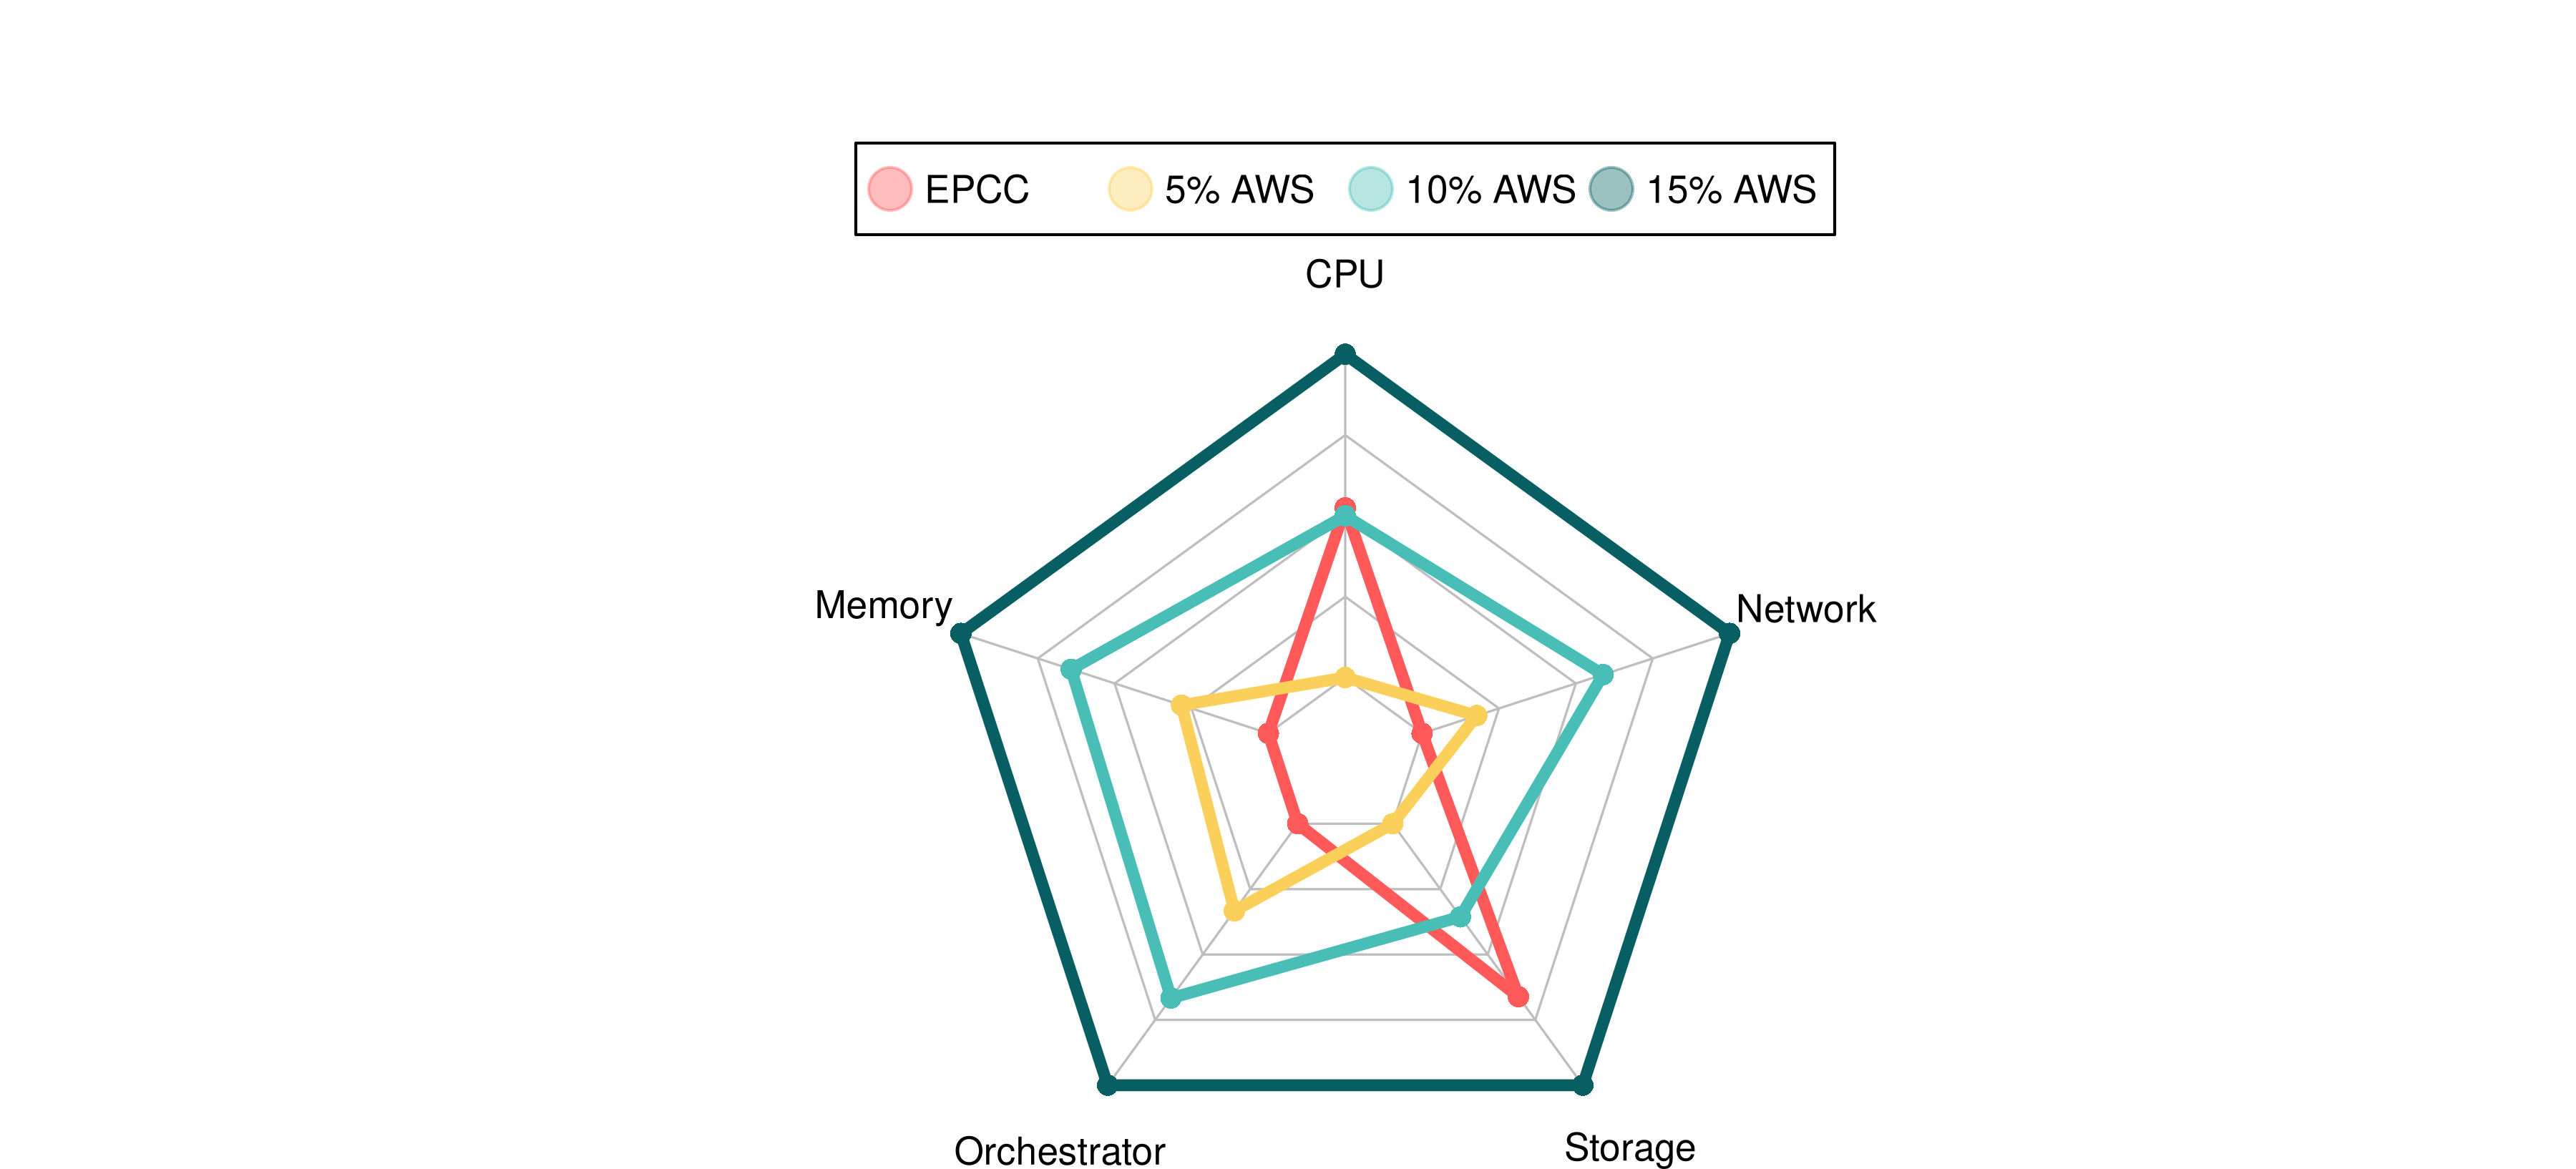 EPCC 5% AWS 10% AWS 15% AWS
CPU
Memory
Network
Orchestrator
Storage